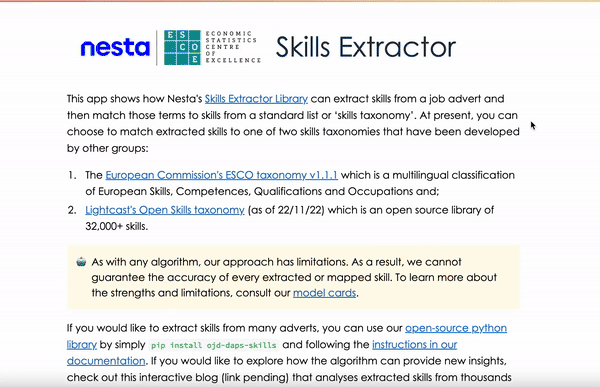 nesta ESCOE ECONOMIC STATISTICS CENTRE OF EXCELLENCE Skills Extractor
This app shows how Nesta's Skills Extractor Library can extract skills from a job advert and
then match those terms to skills from a standard list or ‘skills taxonomy’. At present, you can
choose to match extracted skills to one of two skills taxonomies that have been developed
by other groups:
1. The European Commission's ESCO taxonomy v1.1.1 which is a multilingual classification
of European Skills, Competences, Qualifications and Occupations and;
2. Lightcast's Open Skills taxonomy (as of 22/11/22) which is an open source library of
32,000+ skills.
As with any algorithm, our approach has limitations. As a result, we cannot
guarantee the accuracy of every extracted or mapped skill. To learn more about
the strengths and limitations, consult our model cards.
If you would like to extract skills from many adverts, you can use our open-source python
library by simply pip install ojd-daps-skills and following the instructions in our
documentation. If you would like to explore how the algorithm can provide new insights,
check out this interactive blog (link pending) that analyses extracted skills from thousands